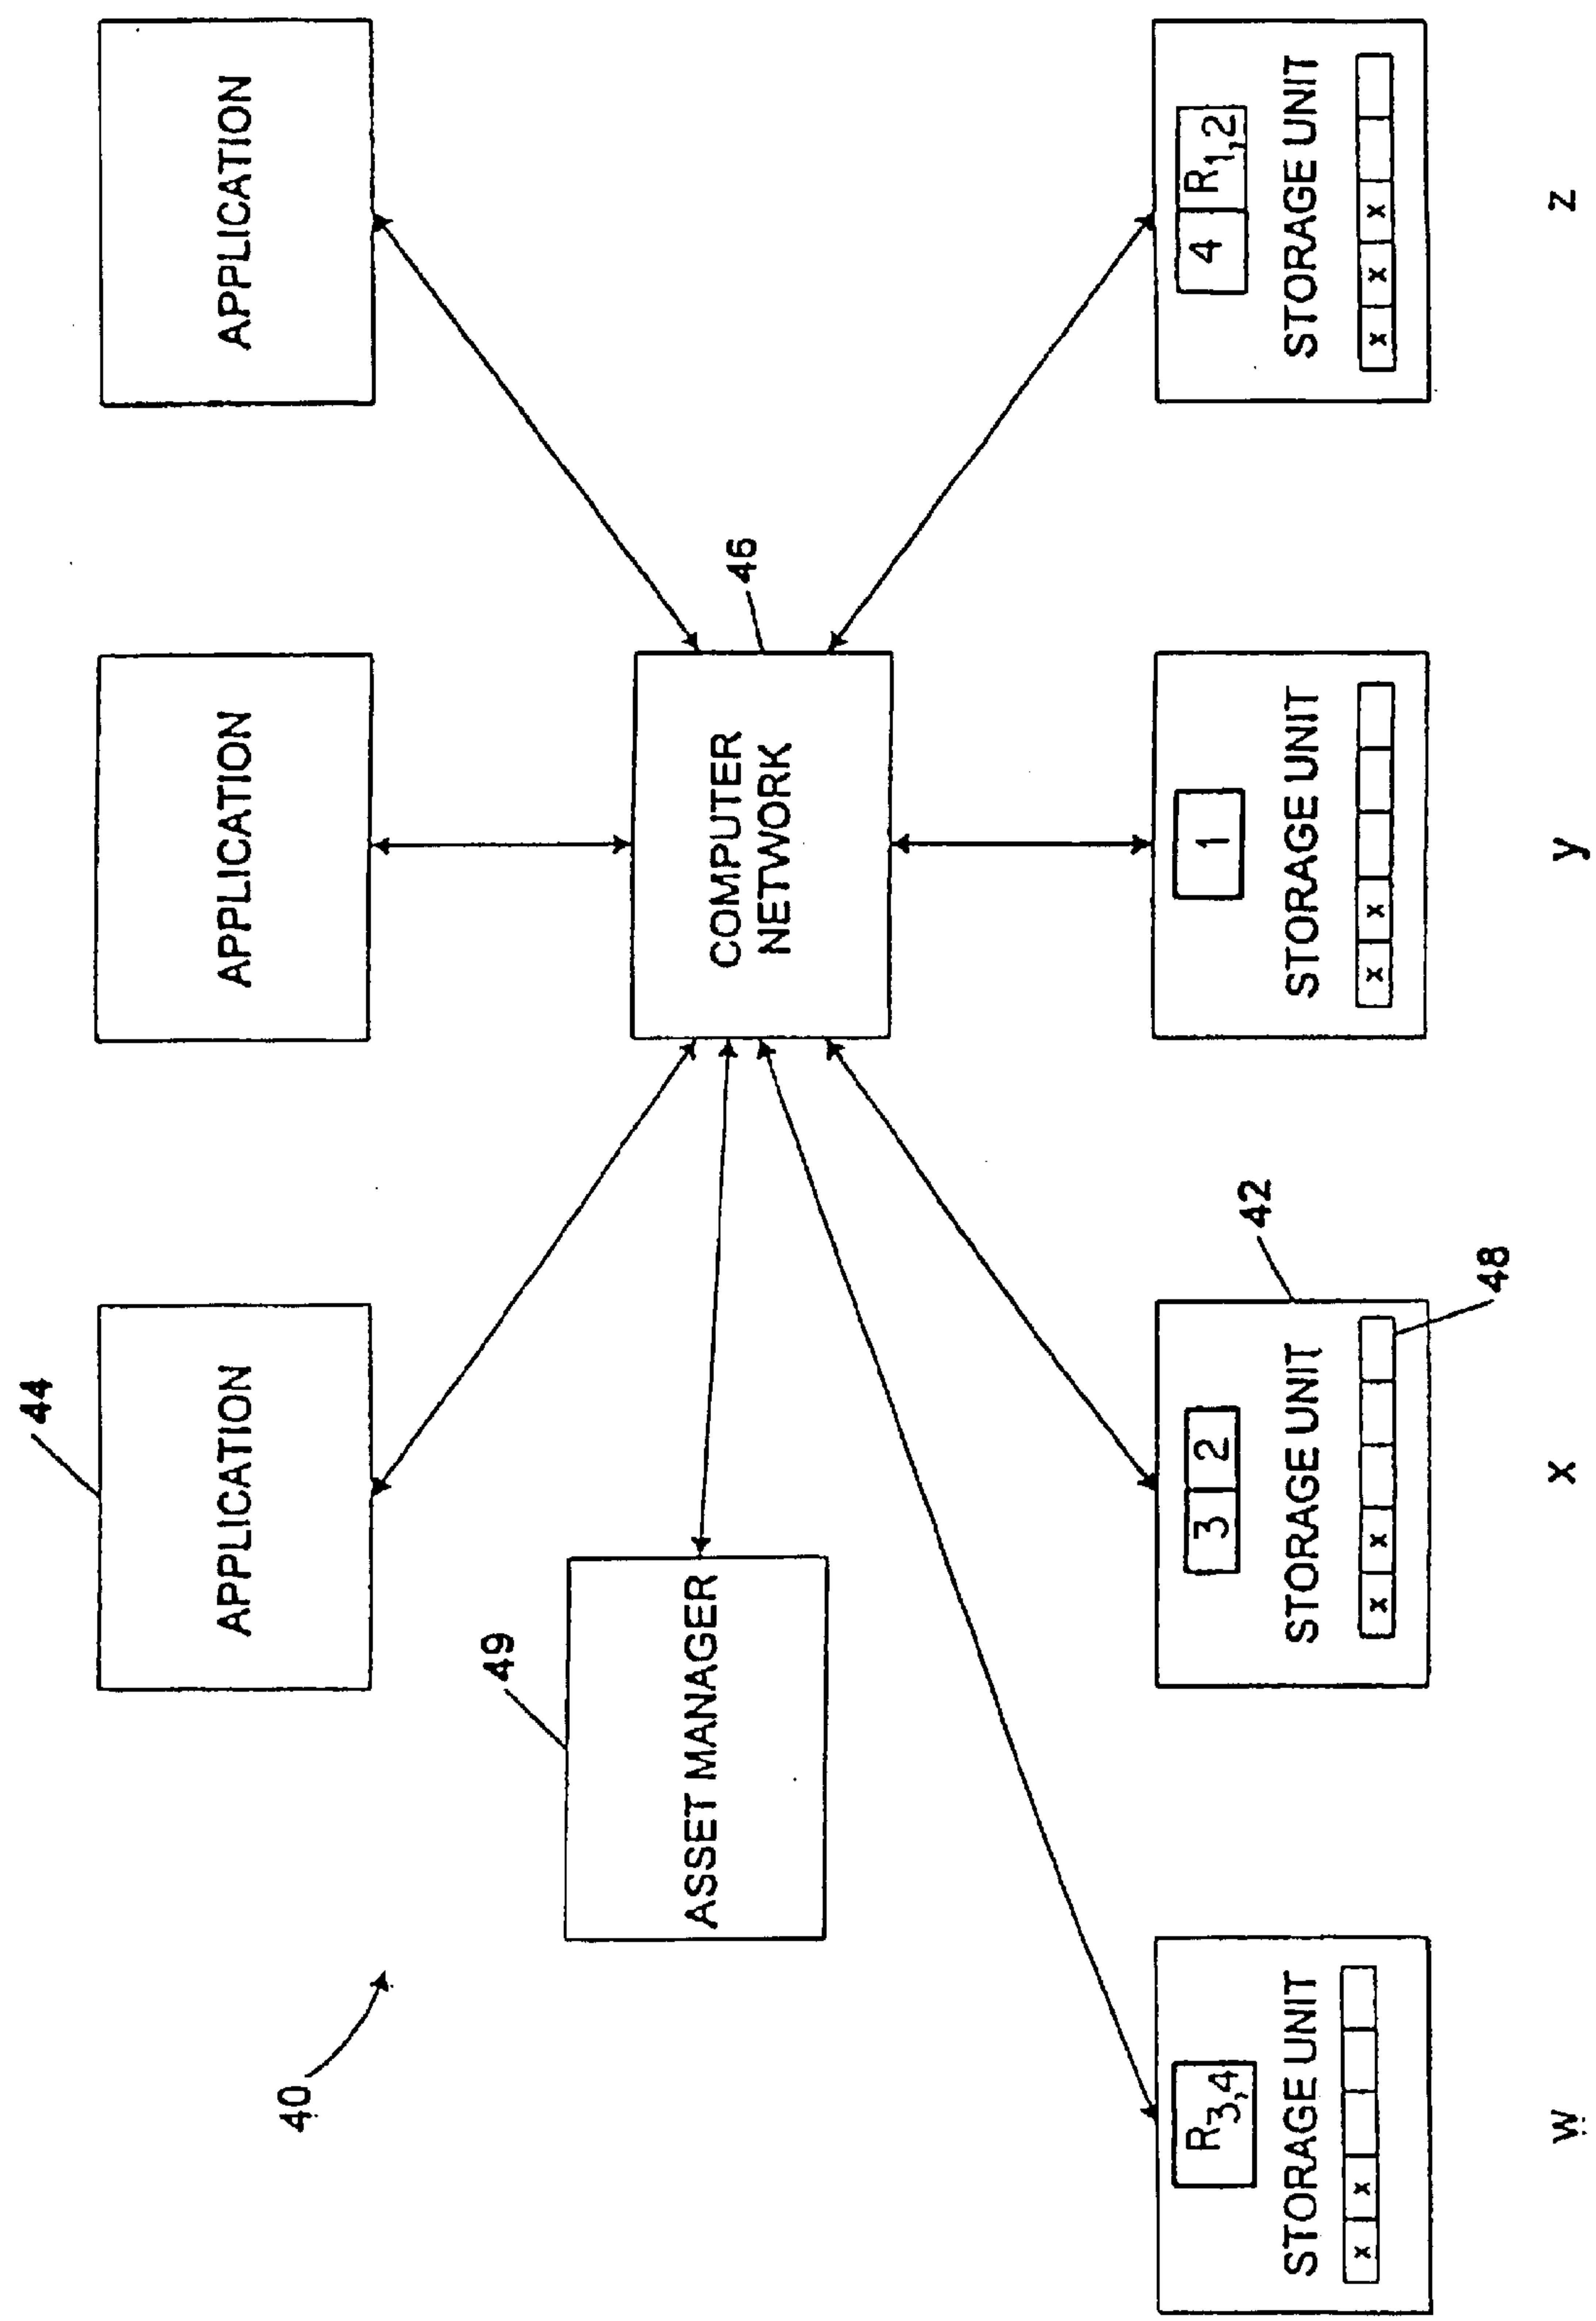 44
APPLICATION
APPLICATION
APPLICATION
40
49
ASSET MANAGER
46
COMPUTER
NETWORK
R3,4
STORAGE UNIT
x x
42
3 2
STORAGE UNIT
x x
48
1
STORAGE UNIT
x x
4 R1,2
STORAGE UNIT
x x x
w
x
y
z